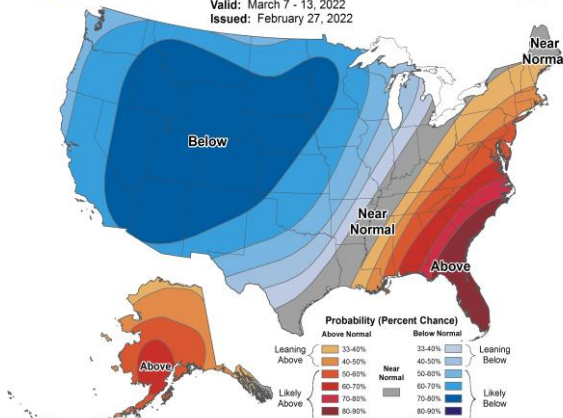 Valid: March 7 - 13, 2022
Issued: February 27, 2022
Near
Normal
Below
Near
Normal
Above
Above
Probability (Percent Chance)
Above Normal
Below Normal
Leaning
Above
33-40%
40-50%
Likely
Above
50-60%
60-70%
70-80%
80-90%
Near
Normal
33-40%
40-50%
Leaning
Below
50-60%
60-70%
70-80%
80-90%
Likely
Below